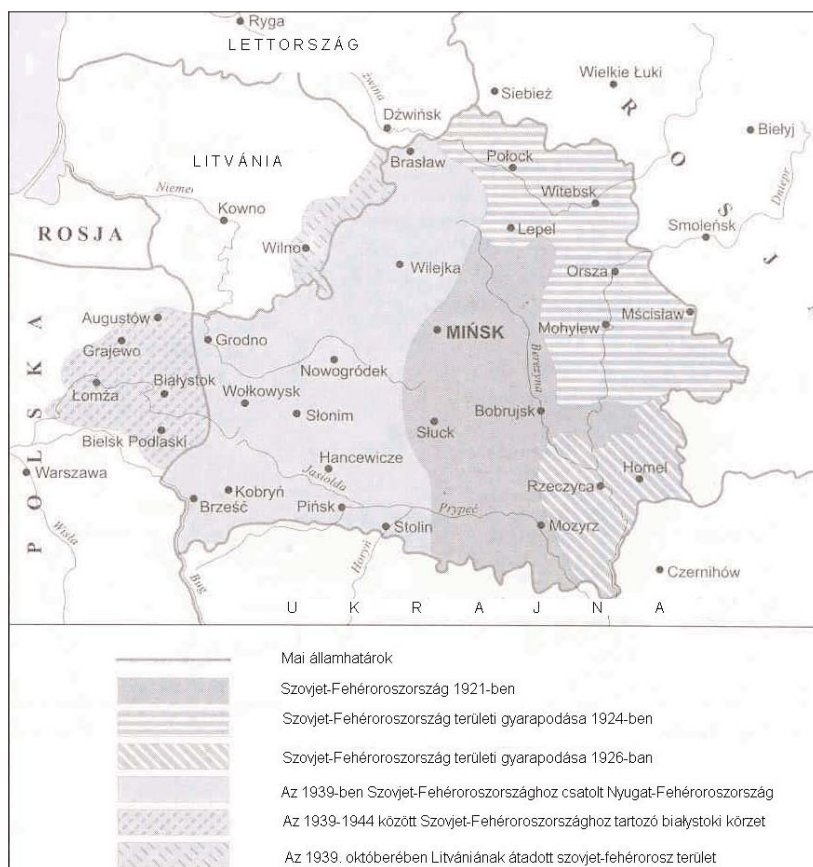 Ryga
LETTORSZÁG
Siebież
Wielkie Łuki
Dźwina
Dźwińsk
Biełyj
Brasław
Połock
LITVÁNIA
Niemen
Witebsk
Dniepr
Kowno
Lepel
Smoleńsk
ROSJA
ROSJA
Wilno
Wilejka
Orsza
Augustów
MIŃSK
Mohylew
Mścisław
POLSKA
Grajewo
Grodno
Nowogródek
Berezyna
Łomża
Białystok
Wołkowysk
Słonim
Bobrujsk
Słuck
Bielsk Podlaski
Hancewicze
Homel
Warszawa
Jasiołda
Rzeczyca
Kobryń
Brześć
Pińsk
Prypeć
Stolin
Mozyrz
Wisła
Bug
Horyń
Czernihów
UKRAJNA
Mai államhatárok
Szovjet-Fehéroroszország 1921-ben
Szovjet-Fehéroroszország területi gyarapodása 1924-ben
Szovjet-Fehéroroszország területi gyarapodása 1926-ban
Az 1939-ben Szovjet-Fehéroroszországhoz csatolt Nyugat-Fehéroroszország
Az 1939-1944 között Szovjet-Fehéroroszországhoz tartozó białystoki körzet
Az 1939. októberében Litvániának átadott szovjet-fehérorosz terület